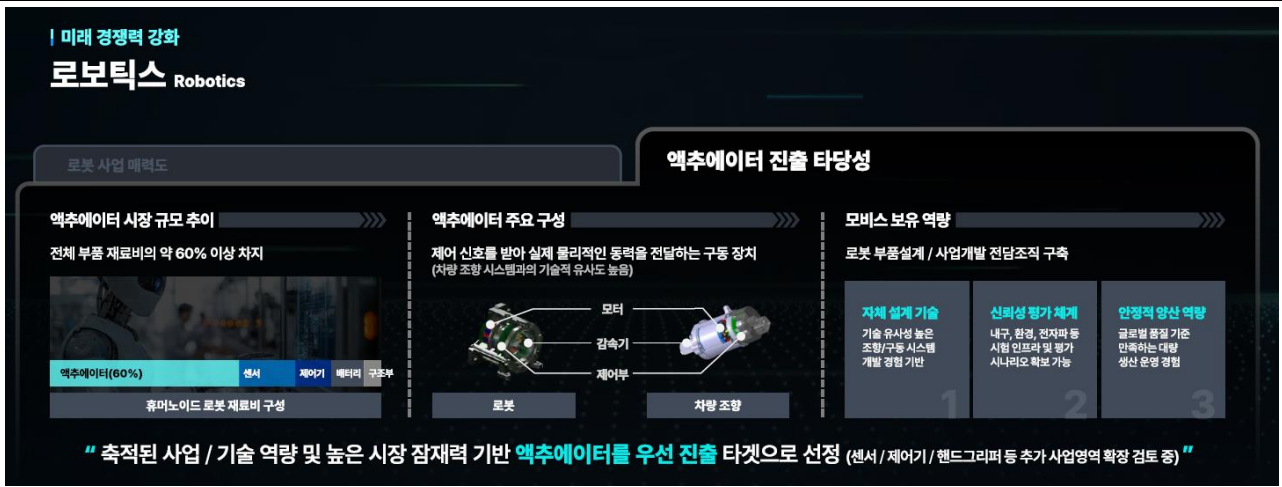 미래 경쟁력 강화
로보틱스 Robotics
로봇 사업 매력도
액추에이터 진출 타당성
액추에이터 시장 규모 추이
전체 부품 재료비의 약 60% 이상 차지
액추에이터(60%)
센서
제어기
배터리
구조부
휴머노이드 로봇 재료비 구성
액추에이터 주요 구성
제어 신호를 받아 실제 물리적인 동력을 전달하는 구동 장치
(차량 조향 시스템과의 기술적 유사도 높음)
모터
감속기
제어부
로봇
차량 조향
모비스 보유 역량
로봇 부품설계 / 사업개발 전담조직 구축
자체 설계 기술
기술 유사성 높은
조향/구동 시스템
개발 경험 기반
1
신뢰성 평가 체계
내구, 환경, 전자파 등
시험 인프라 및 평가
시나리오 확보 가능
2
안정적 양산 역량
글로벌 품질 기준
만족하는 대량
생산 운영 경험
3
“ 축적된 사업 / 기술 역량 및 높은 시장 잠재력 기반 액추에이터를 우선 진출 타겟으로 선정 (센서 / 제어기 / 핸드그리퍼 등 추가 사업영역 확장 검토 중) ”